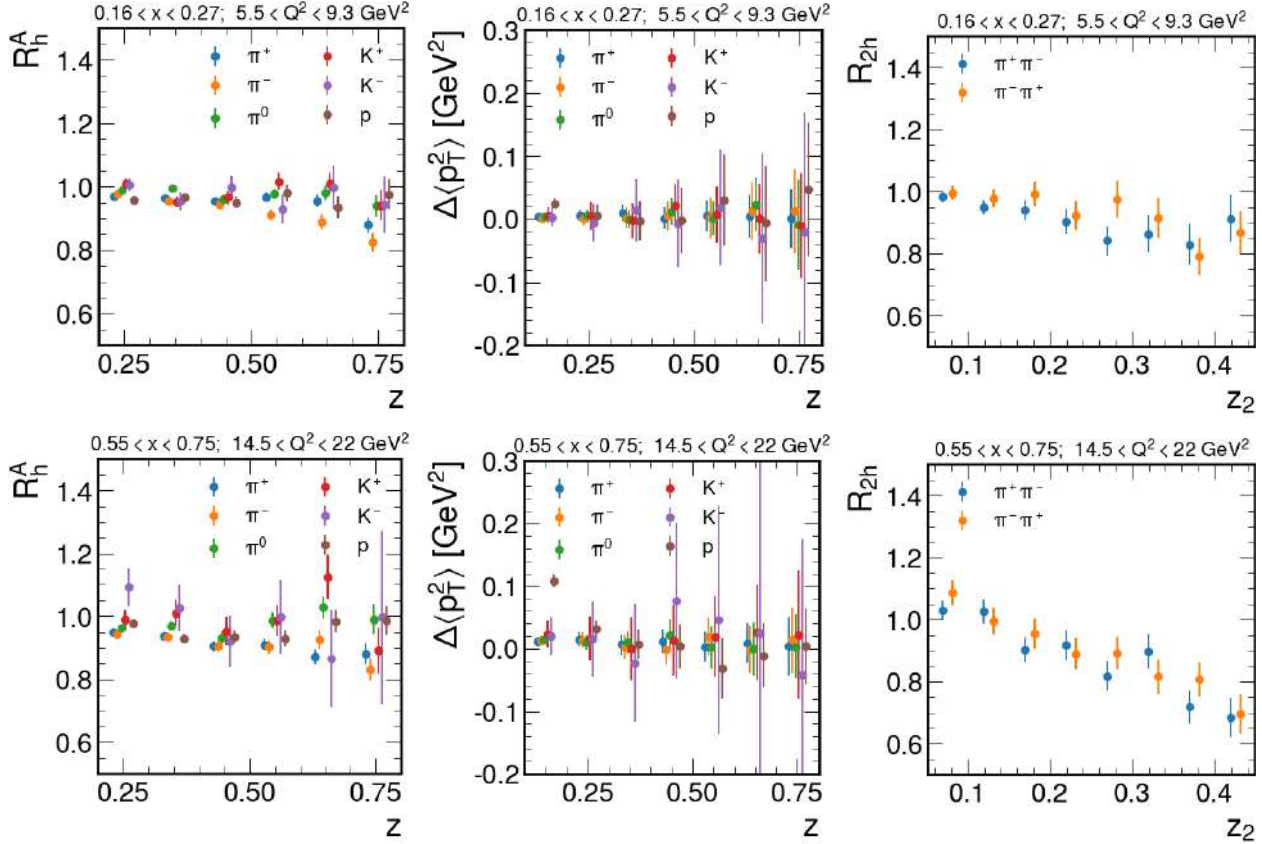 0.16 < x < 0.27; 5.5 < Q² < 9.3 GeV²
R_h^A
1.4
1.2
1.0
0.8
0.6
π⁺
π⁻
π⁰
K⁺
K⁻
p
0.25
0.50
0.75
z
0.16 < x < 0.27; 5.5 < Q² < 9.3 GeV²
Δ⟨p_T²⟩ [GeV²]
0.3
0.2
0.1
0.0
-0.1
-0.2
π⁺
π⁻
π⁰
K⁺
K⁻
p
0.25
0.50
0.75
z
0.16 < x < 0.27; 5.5 < Q² < 9.3 GeV²
R_2h
1.4
1.2
1.0
0.8
0.6
π⁺π⁻
π⁻π⁺
0.1
0.2
0.3
0.4
z₂
0.55 < x < 0.75; 14.5 < Q² < 22 GeV²
R_h^A
1.4
1.2
1.0
0.8
0.6
π⁺
π⁻
π⁰
K⁺
K⁻
p
0.25
0.50
0.75
z
0.55 < x < 0.75; 14.5 < Q² < 22 GeV²
Δ⟨p_T²⟩ [GeV²]
0.3
0.2
0.1
0.0
-0.1
-0.2
π⁺
π⁻
π⁰
K⁺
K⁻
p
0.25
0.50
0.75
z
0.55 < x < 0.75; 14.5 < Q² < 22 GeV²
R_2h
1.4
1.2
1.0
0.8
0.6
π⁺π⁻
π⁻π⁺
0.1
0.2
0.3
0.4
z₂